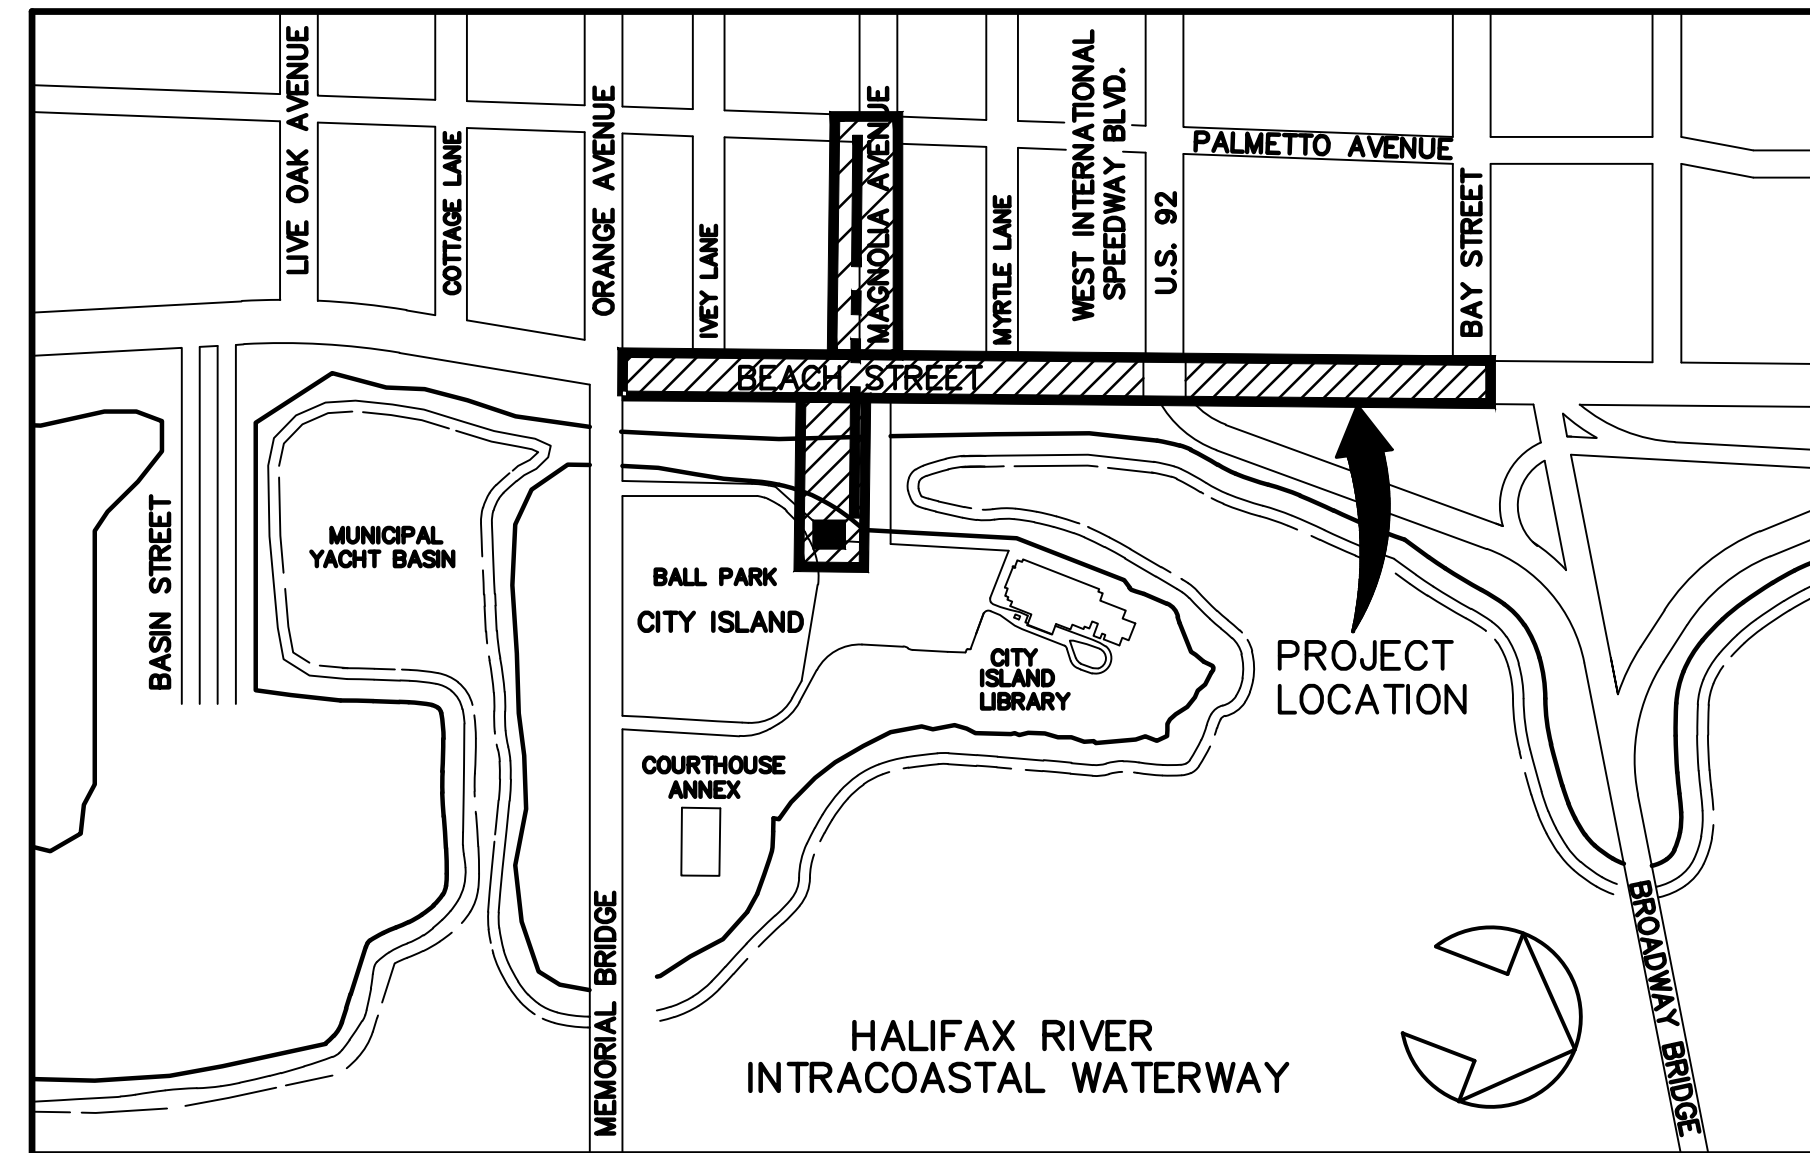 LIVE OAK AVENUE
COTTAGE LANE
ORANGE AVENUE
IVEY LANE
MAGNOLIA AVENUE
MYRTLE LANE
WEST INTERNATIONAL
SPEEDWAY BLVD.
U.S. 92
PALMETTO AVENUE
BAY STREET
BEACH STREET
BASIN STREET
MUNICIPAL
YACHT BASIN
BALL PARK
CITY ISLAND
CITY
ISLAND
LIBRARY
PROJECT
LOCATION
COURTHOUSE
ANNEX
MEMORIAL BRIDGE
BROADWAY BRIDGE
HALIFAX RIVER
INTRACOASTAL WATERWAY